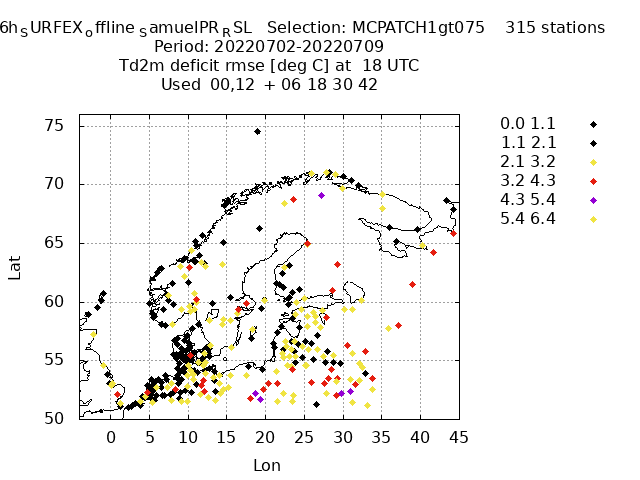 6h_SURFEX_offline_SamuelPR_RSL Selection: MCPATCH1gt075 315 stations
Period: 20220702-20220709
Td2m deficit rmse [deg C] at 18 UTC
Used 00,12 + 06 18 30 42
75
70
65
60
55
50
0 5 10 15 20 25 30 35 40 45
Lat
Lon
0.0 1.1
1.1 2.1
2.1 3.2
3.2 4.3
4.3 5.4
5.4 6.4